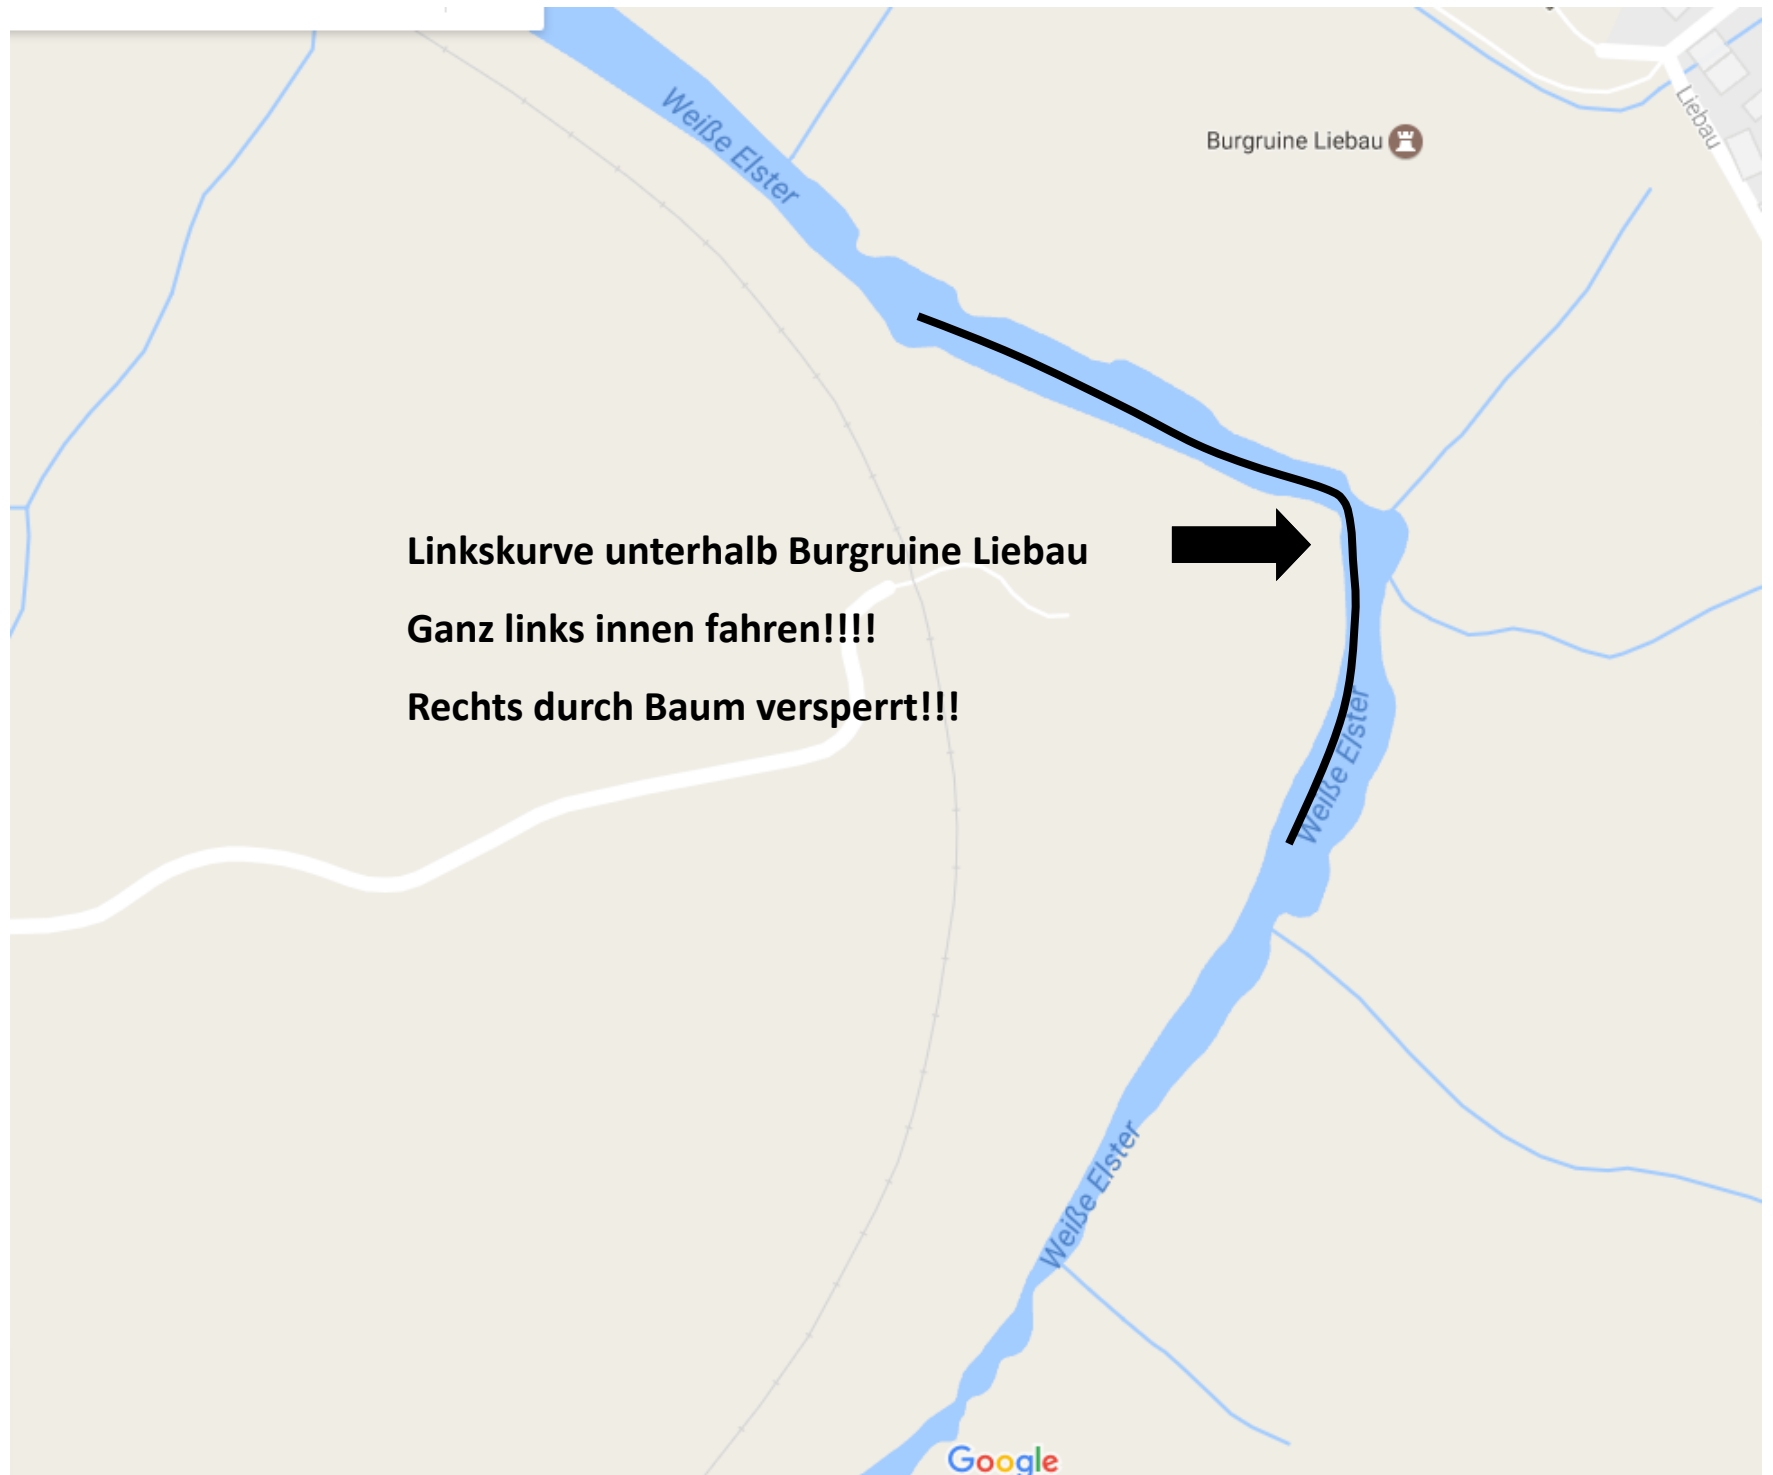 Weiße Elster
Burgruine Liebau
Liebau
Linkskurve unterhalb Burgruine Liebau
Ganz links innen fahren!!!!
Rechts durch Baum versperrt!!!
Weiße Elster
Weiße Elster
Google